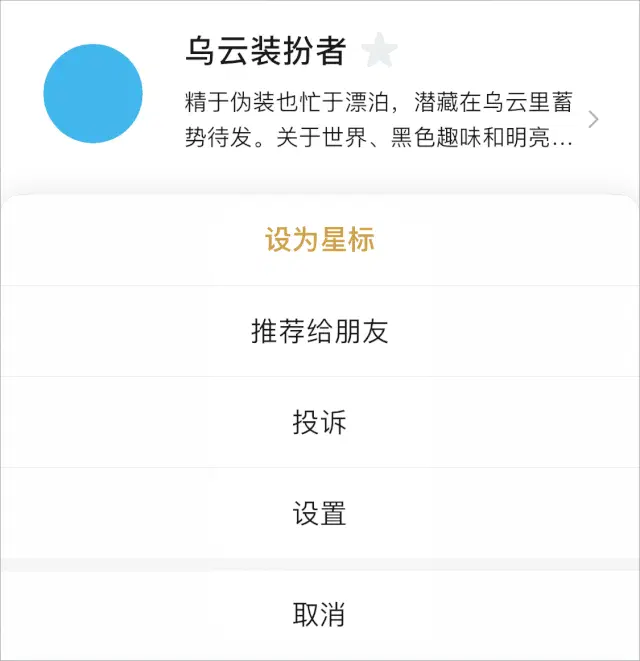 乌云装扮者
精于伪装也忙于漂泊，潜藏在乌云里蓄
势待发。关于世界、黑色趣味和明亮...
设为星标
推荐给朋友
投诉
设置
取消